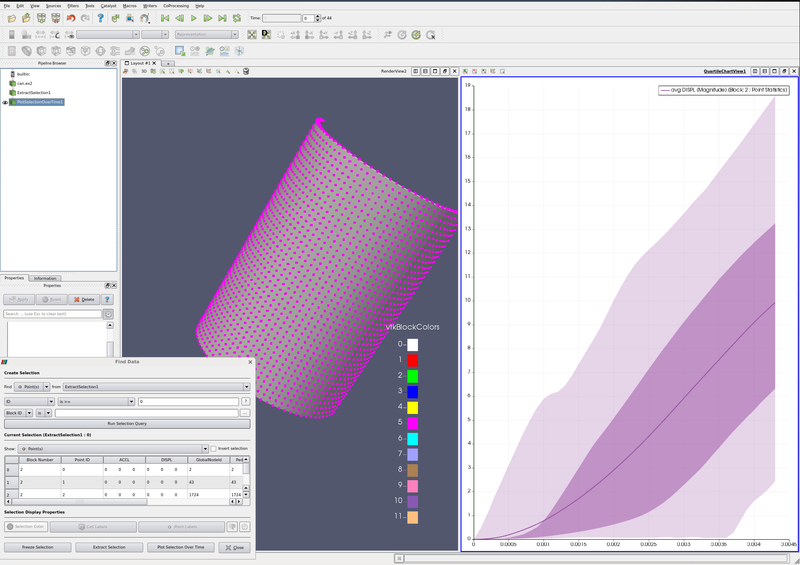 File Edit View Sources Filters Tools Catalyst Macros Writers CoProcessing Help
Time: 0 of 44
Representation
Pipeline Browser
builtin:
can.ex2
ExtractSelection1
PlotSelectionOverTime1
Properties Information
Properties
Apply Reset Delete ?
Search ... (use Esc to clear text)
Layout #1
3D
RenderView2
QuartileChartView1
vtkBlockColors
0
1
2
3
4
5
6
7
8
9
10
11
avg DISPL (Magnitude) (Block: 2 : Point Statistics)
19
18
17
16
15
14
13
12
11
10
9
8
7
6
5
4
3
2
1
0
0 0.0005 0.001 0.0015 0.002 0.0025 0.003 0.0035 0.004 0.0045
Find Data
Create Selection
find Point(s) from ExtractSelection1
ID is >= 0 ?
Block ID is ...
Run Selection Query
Current Selection (ExtractSelection1 : 0)
Show: Point(s) Invert selection
Block Number Point ID ACCL DISPL GlobalNodeId Ped
0 2 0 0 0 0 0 0 0 2 2
1 2 1 0 0 0 0 0 0 43 43
2 2 2 0 0 0 0 0 0 1724 1724
Selection Display Properties
Selection Color Cell Labels Point Labels
Freeze Selection Extract Selection Plot Selection Over Time Close